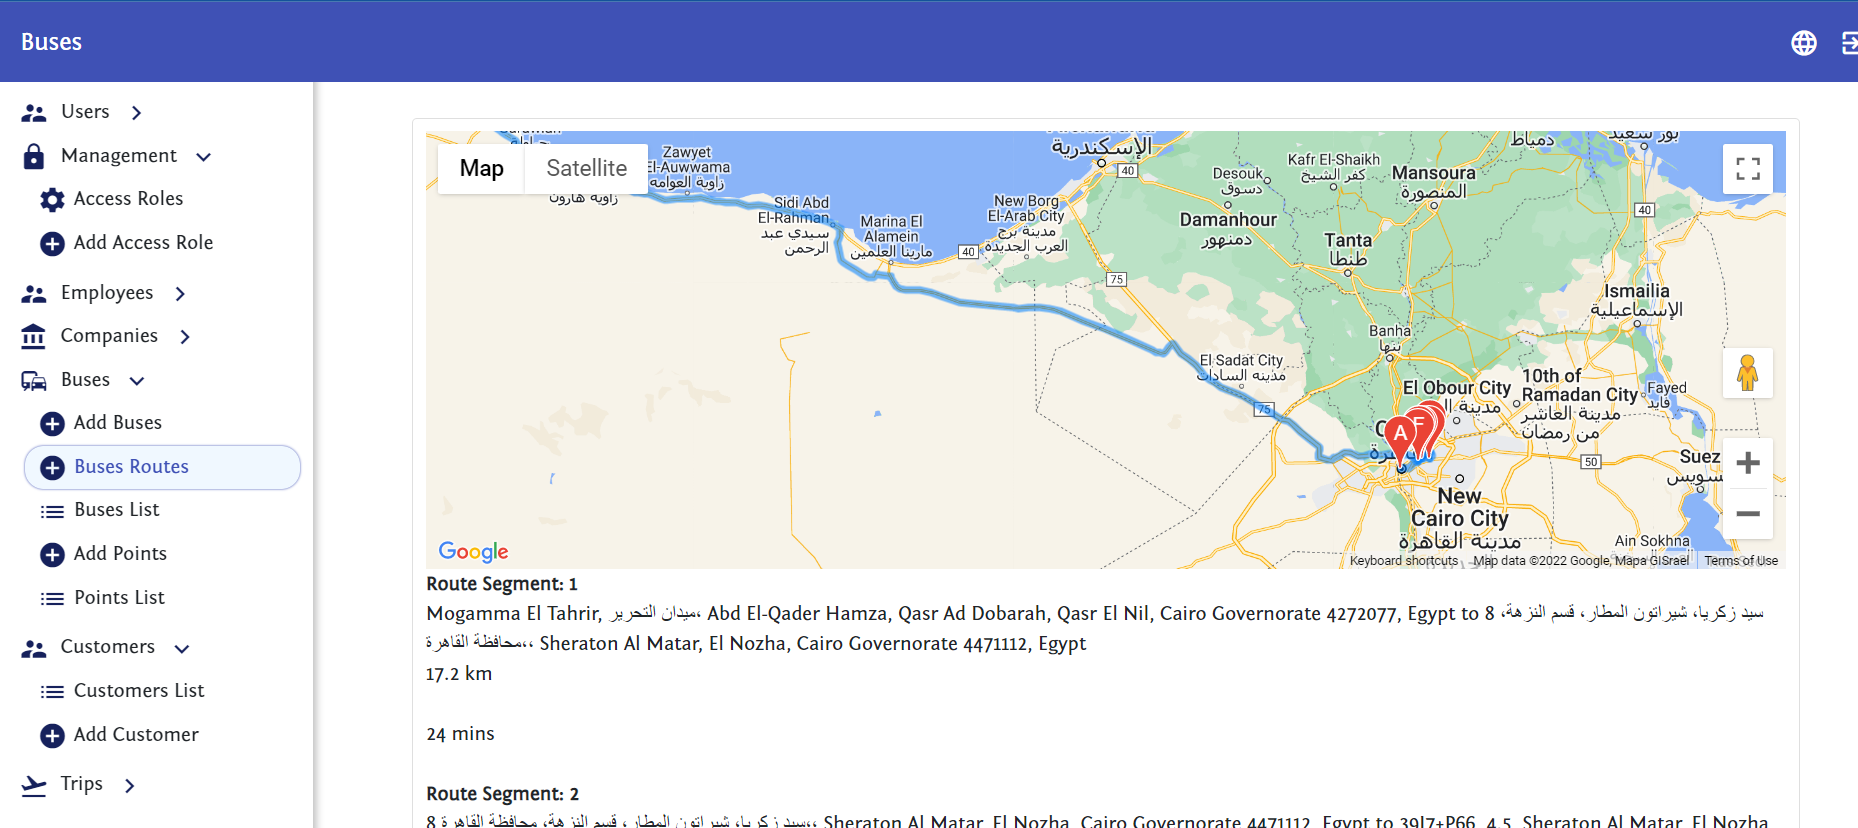 Buses
Users
Management
Access Roles
Add Access Role
Employees
Companies
Buses
Add Buses
Buses Routes
Buses List
Add Points
Points List
Customers
Customers List
Add Customer
Trips
Map
Satellite
Zawyet
El-Auwwama
زاوية العوامة
زاوية هارون
Sidi Abd
El-Rahman
سيدي عبد
الرحمن
Marina El
Alamein
مارينا العلمين
New Borg
El-Arab City
مدينة برج
العرب الجديدة
40
الإسكندرية
40
75
Desouk
دسوق
Damanhour
دمنهور
Kafr El-Shaikh
كفر الشيخ
Mansoura
المنصورة
دمياط
بور سعيد
40
Tanta
طنطا
Ismailia
الإسماعيلية
Banha
بنها
El Sadat City
مدينه السادات
75
El Obour City
10th of
Ramadan City
مدينة العاشر
من رمضان
Fayed
فايد
A
F
50
Suez
السويس
New
Cairo City
مدينة القاهرة
Ain Sokhna
Google
Keyboard shortcuts
Map data ©2022 Google, Mapa GISrael
Terms of Use
Route Segment: 1
Mogamma El Tahrir, ميدان التحرير، Abd El-Qader Hamza, Qasr Ad Dobarah, Qasr El Nil, Cairo Governorate 4272077, Egypt to 8 سيد زكريا، شيراتون المطار، قسم النزهة،
محافظة القاهرة،، Sheraton Al Matar, El Nozha, Cairo Governorate 4471112, Egypt
17.2 km
24 mins
Route Segment: 2
8 سيد زكريا، شيراتون المطار، قسم النزهة، محافظة القاهرة،، Sheraton Al Matar, El Nozha, Cairo Governorate 4471112, Egypt to 39J7+P66, 4.5, Sheraton Al Matar, El Nozha